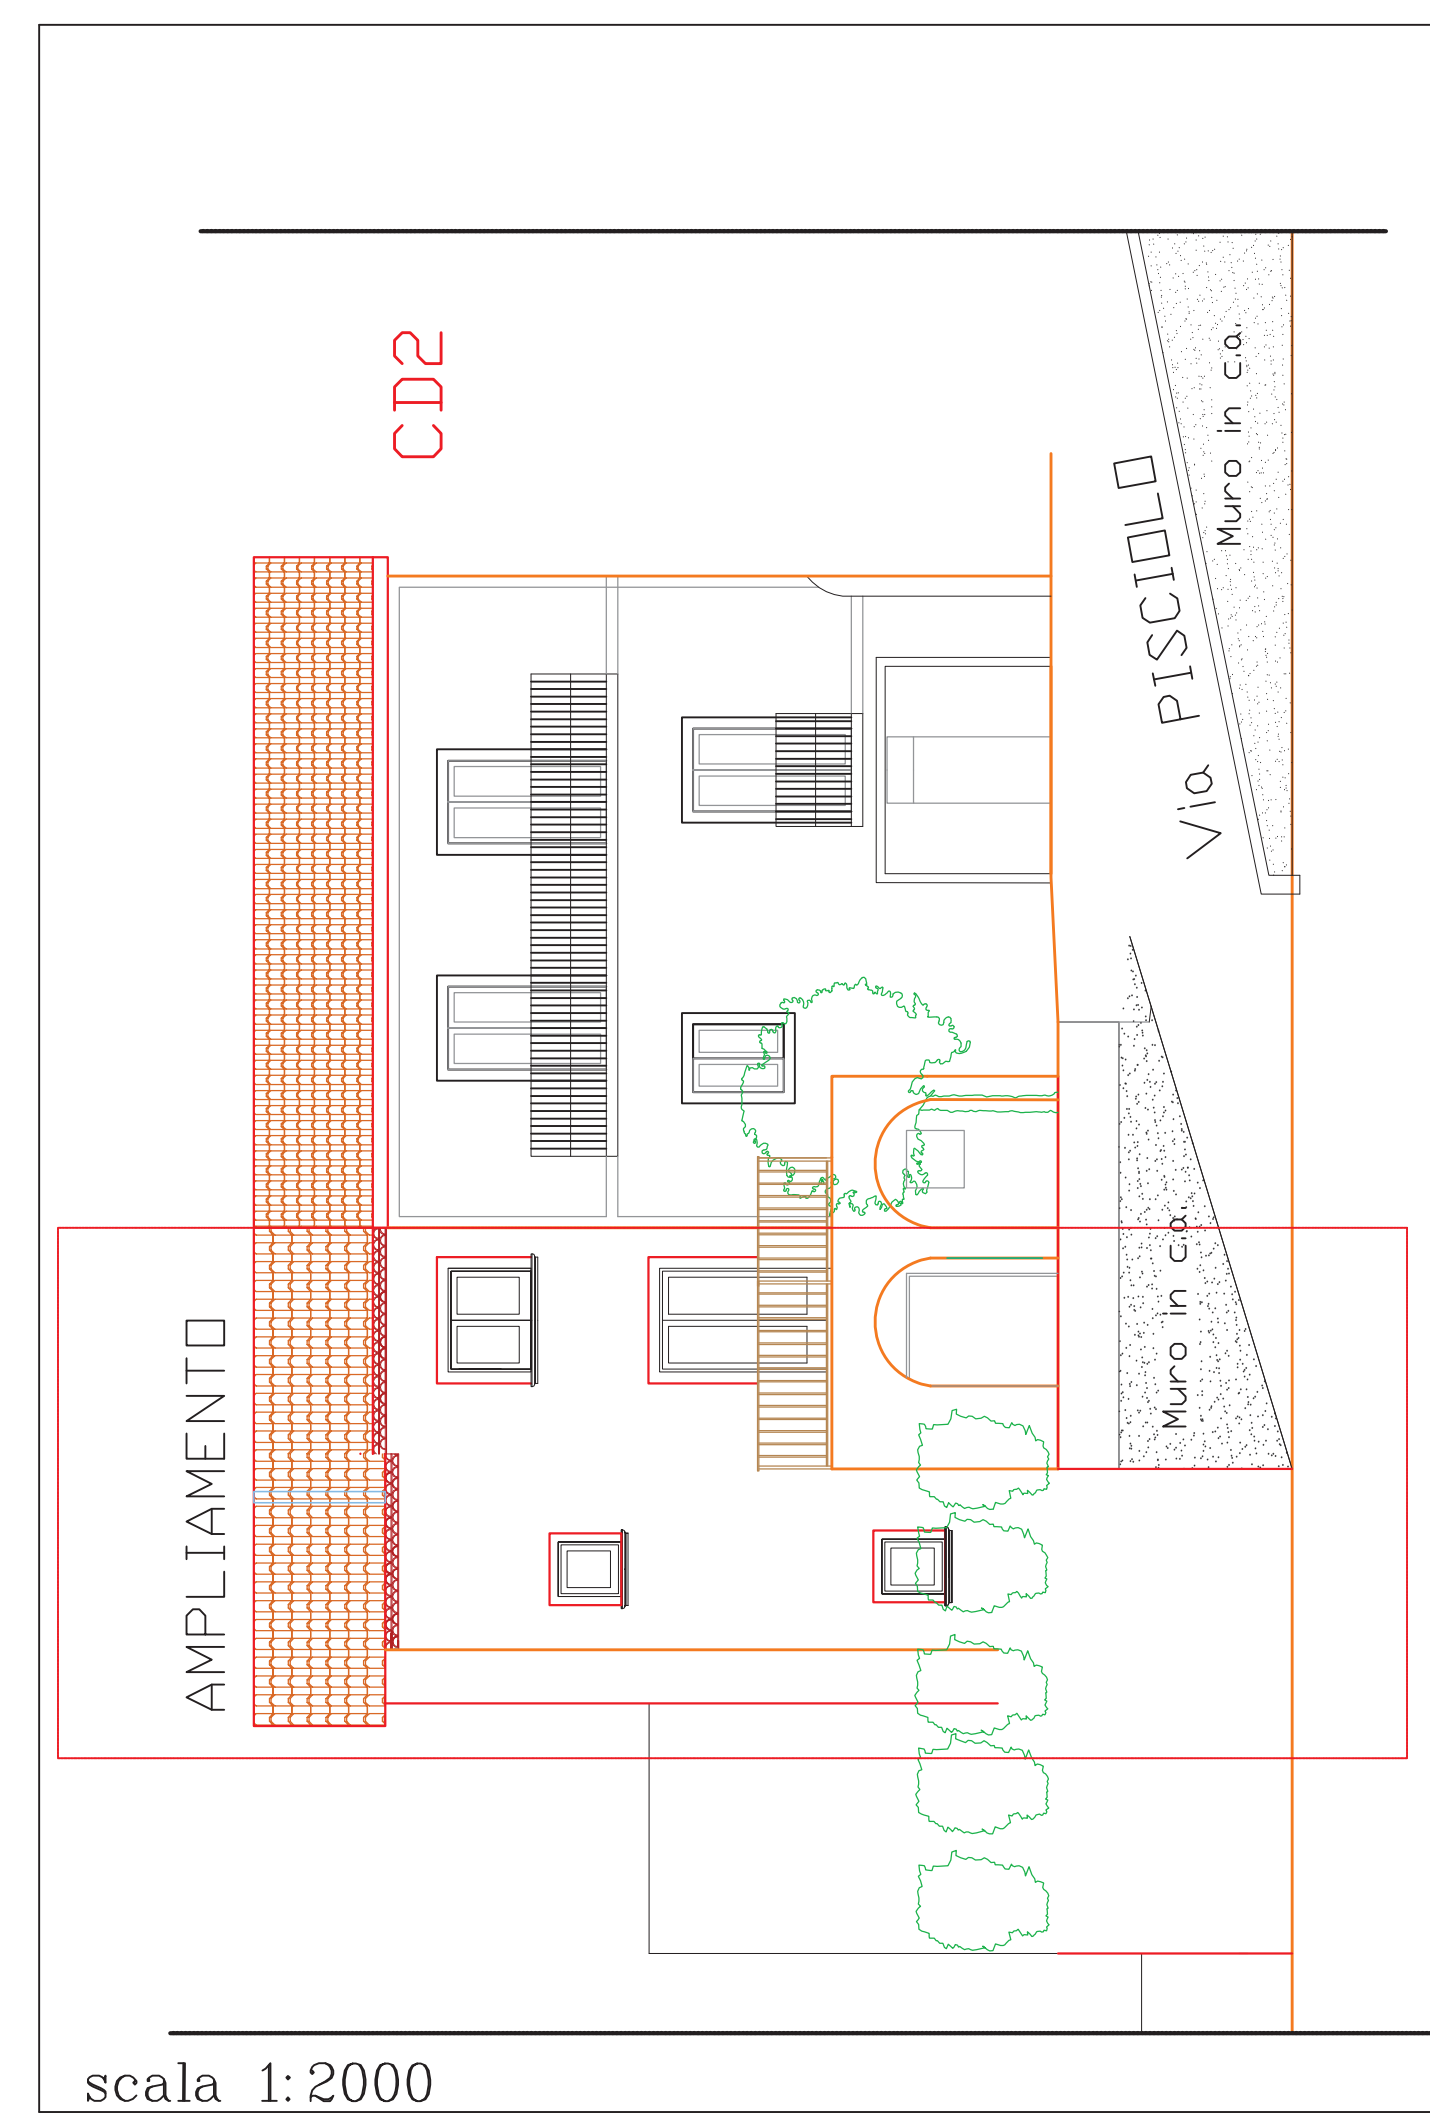 AMPLIAMENTO
CD2
Via PISCIOLO
Muro in c.a.
Muro in c.a.
scala 1:2000